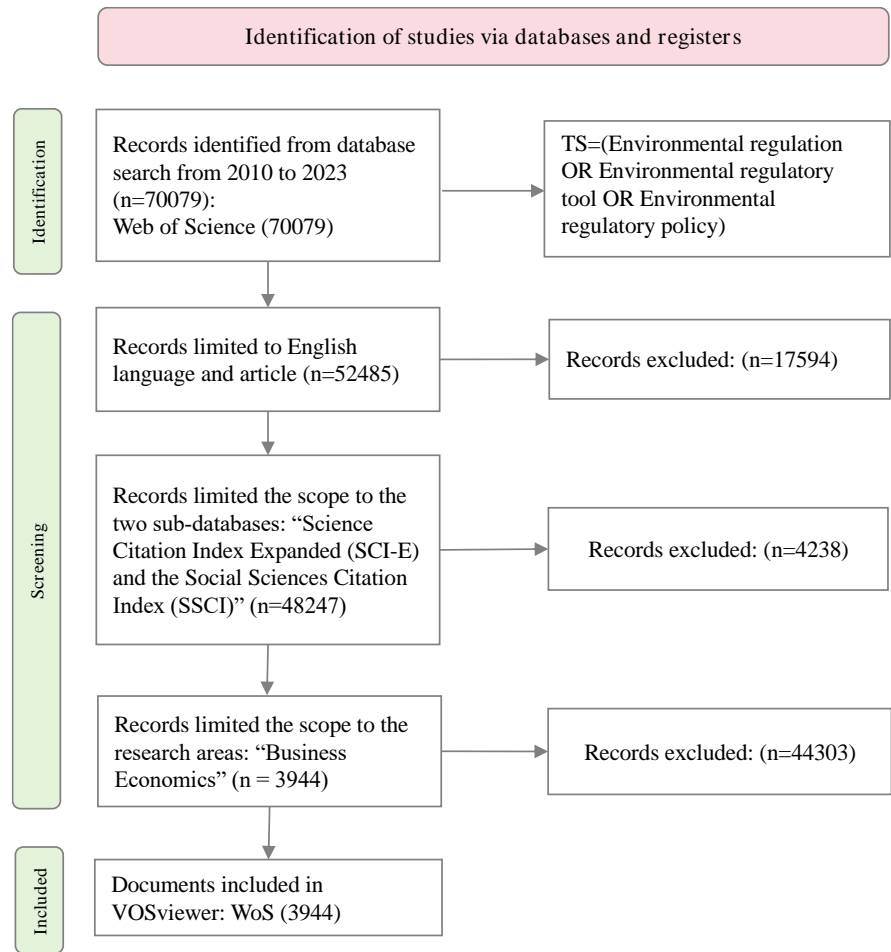 Identification of studies via databases and registers
Identification
Records identified from database
search from 2010 to 2023
(n=70079):
Web of Science (70079)
TS=(Environmental regulation
OR Environmental regulatory
tool OR Environmental
regulatory policy)
Screening
Records limited to English
language and article (n=52485)
Records excluded: (n=17594)
Records limited the scope to the
two sub-databases: “Science
Citation Index Expanded (SCI-E)
and the Social Sciences Citation
Index (SSCI)” (n=48247)
Records excluded: (n=4238)
Records limited the scope to the
research areas: “Business
Economics” (n = 3944)
Records excluded: (n=44303)
Included
Documents included in
VOSviewer: WoS (3944)